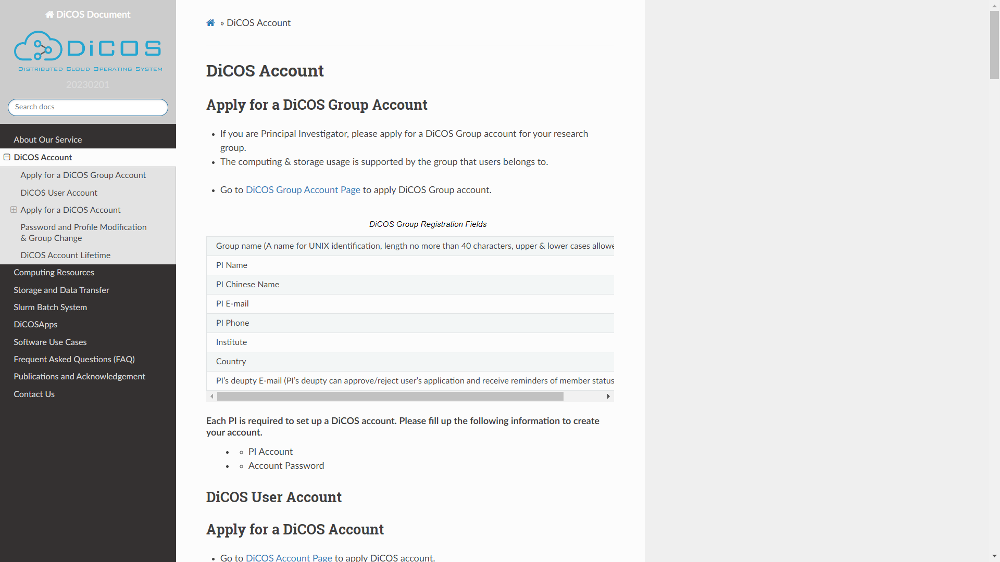 DiCOS Document
DiCOS
DISTRIBUTED CLOUD OPERATING SYSTEM
20230201
Search docs
About Our Service
DiCOS Account
Apply for a DiCOS Group Account
DiCOS User Account
Apply for a DiCOS Account
Password and Profile Modification
& Group Change
DiCOS Account Lifetime
Computing Resources
Storage and Data Transfer
Slurm Batch System
DiCOSApps
Software Use Cases
Frequent Asked Questions (FAQ)
Publications and Acknowledgement
Contact Us
» DiCOS Account
DiCOS Account
Apply for a DiCOS Group Account
If you are Principal Investigator, please apply for a DiCOS Group account for your research
group.
The computing & storage usage is supported by the group that users belongs to.
Go to DiCOS Group Account Page to apply DiCOS Group account.
DiCOS Group Registration Fields
Group name (A name for UNIX identification, length no more than 40 characters, upper & lower cases allowe
PI Name
PI Chinese Name
PI E-mail
PI Phone
Institute
Country
PI’s deupty E-mail (PI’s deupty can approve/reject user’s application and receive reminders of member status
Each PI is required to set up a DiCOS account. Please fill up the following information to create
your account.
PI Account
Account Password
DiCOS User Account
Apply for a DiCOS Account
Go to DiCOS Account Page to apply DiCOS account.